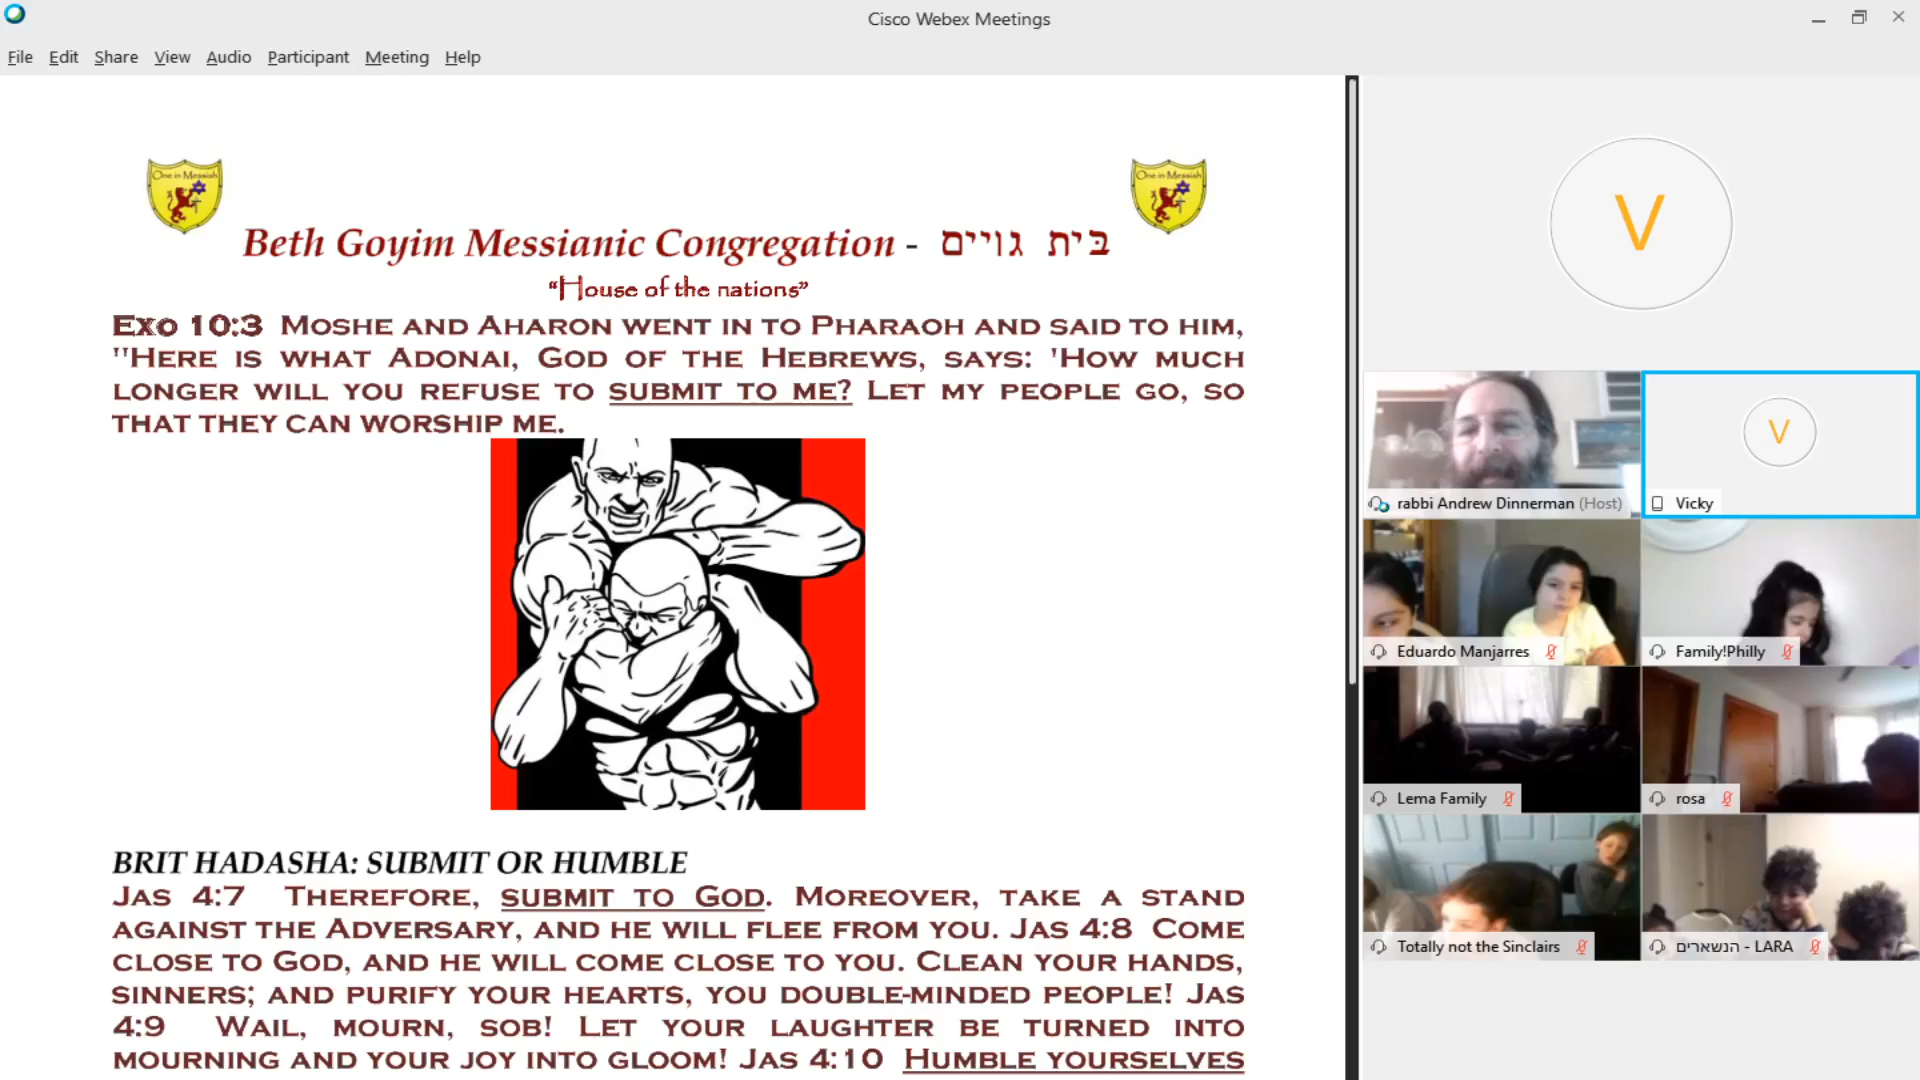 Cisco Webex Meetings
File Edit Share View Audio Participant Meeting Help
One in Messiah
One in Messiah
Beth Goyim Messianic Congregation - בית גויים
“House of the nations”
Exo 10:3 Moshe and Aharon went in to Pharaoh and said to him,
"Here is what Adonai, God of the Hebrews, says: 'How much
longer will you refuse to submit to me? Let my people go, so
that they can worship me.
BRIT HADASHA: SUBMIT OR HUMBLE
Jas 4:7 Therefore, submit to God. Moreover, take a stand
against the Adversary, and he will flee from you. Jas 4:8 Come
close to God, and he will come close to you. Clean your hands,
sinners; and purify your hearts, you double-minded people! Jas
4:9 Wail, mourn, sob! Let your laughter be turned into
mourning and your joy into gloom! Jas 4:10 Humble yourselves
V
rabbi Andrew Dinnerman (Host)
V
Vicky
Eduardo Manjarres
Family!Philly
Lema Family
rosa
Totally not the Sinclairs
הנשארים - LARA